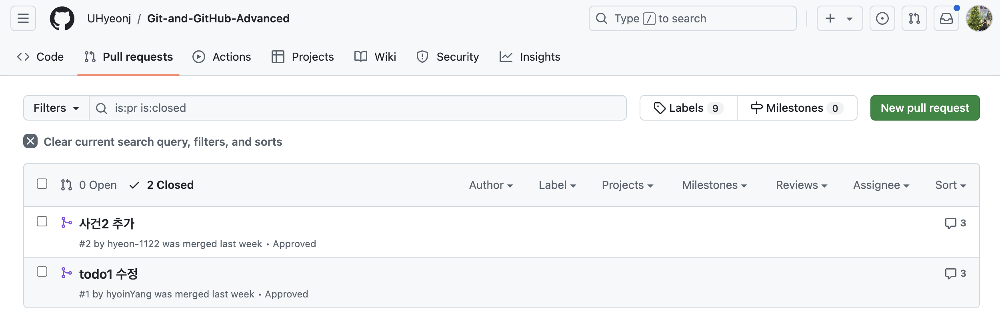 UHyeonj / Git-and-GitHub-Advanced
Type / to search
Code Pull requests Actions Projects Wiki Security Insights
Filters is:pr is:closed Labels 9 Milestones 0 New pull request
Clear current search query, filters, and sorts
0 Open 2 Closed Author Label Projects Milestones Reviews Assignee Sort
사건2 추가 3
#2 by hyeon-1122 was merged last week • Approved
todo1 수정 3
#1 by hyoinYang was merged last week • Approved